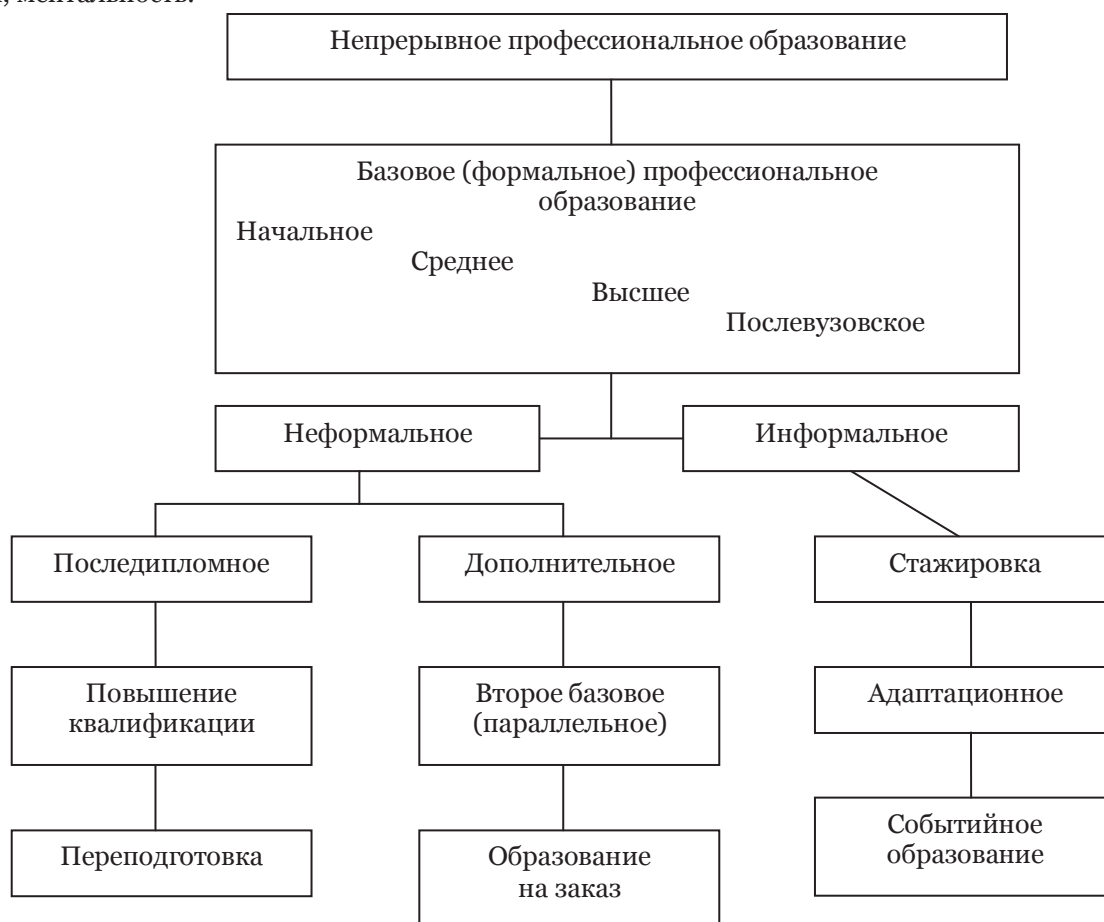 ментальность.
Непрерывное профессиональное образование
Базовое (формальное) профессиональное
образование
Начальное
Среднее
Высшее
Послевузовское
Неформальное
Информальное
Последипломное
Дополнительное
Стажировка
Повышение
квалификации
Второе базовое
(параллельное)
Адаптационное
Переподготовка
Образование
на заказ
Событийное
образование